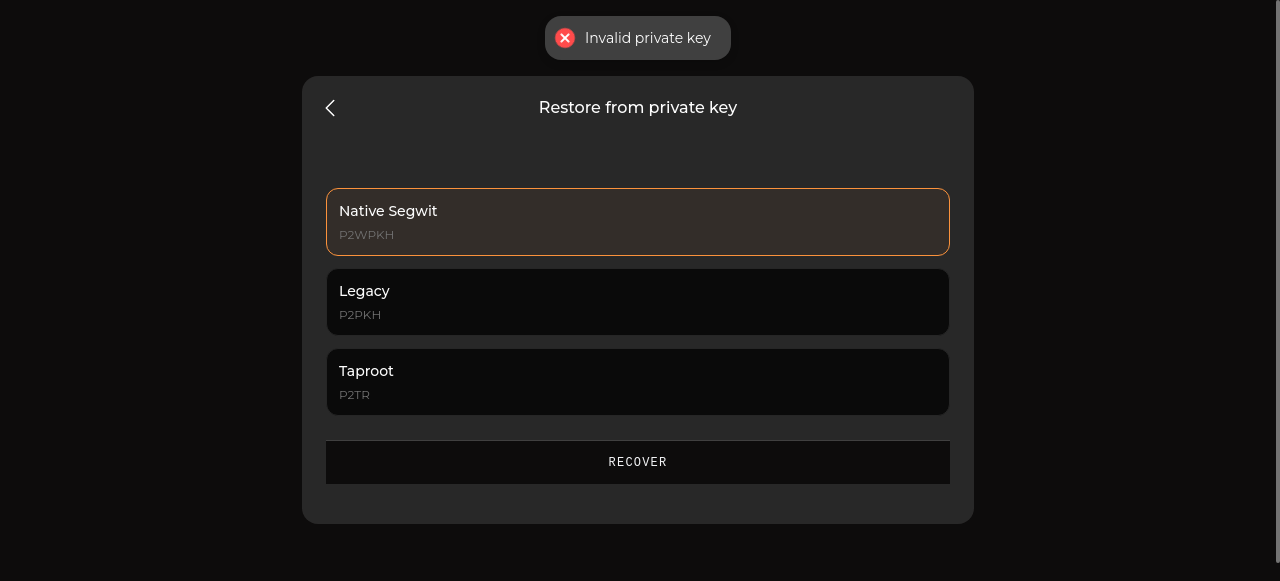 Invalid private key
Restore from private key
Native Segwit
P2WPKH
Legacy
P2PKH
Taproot
P2TR
RECOVER